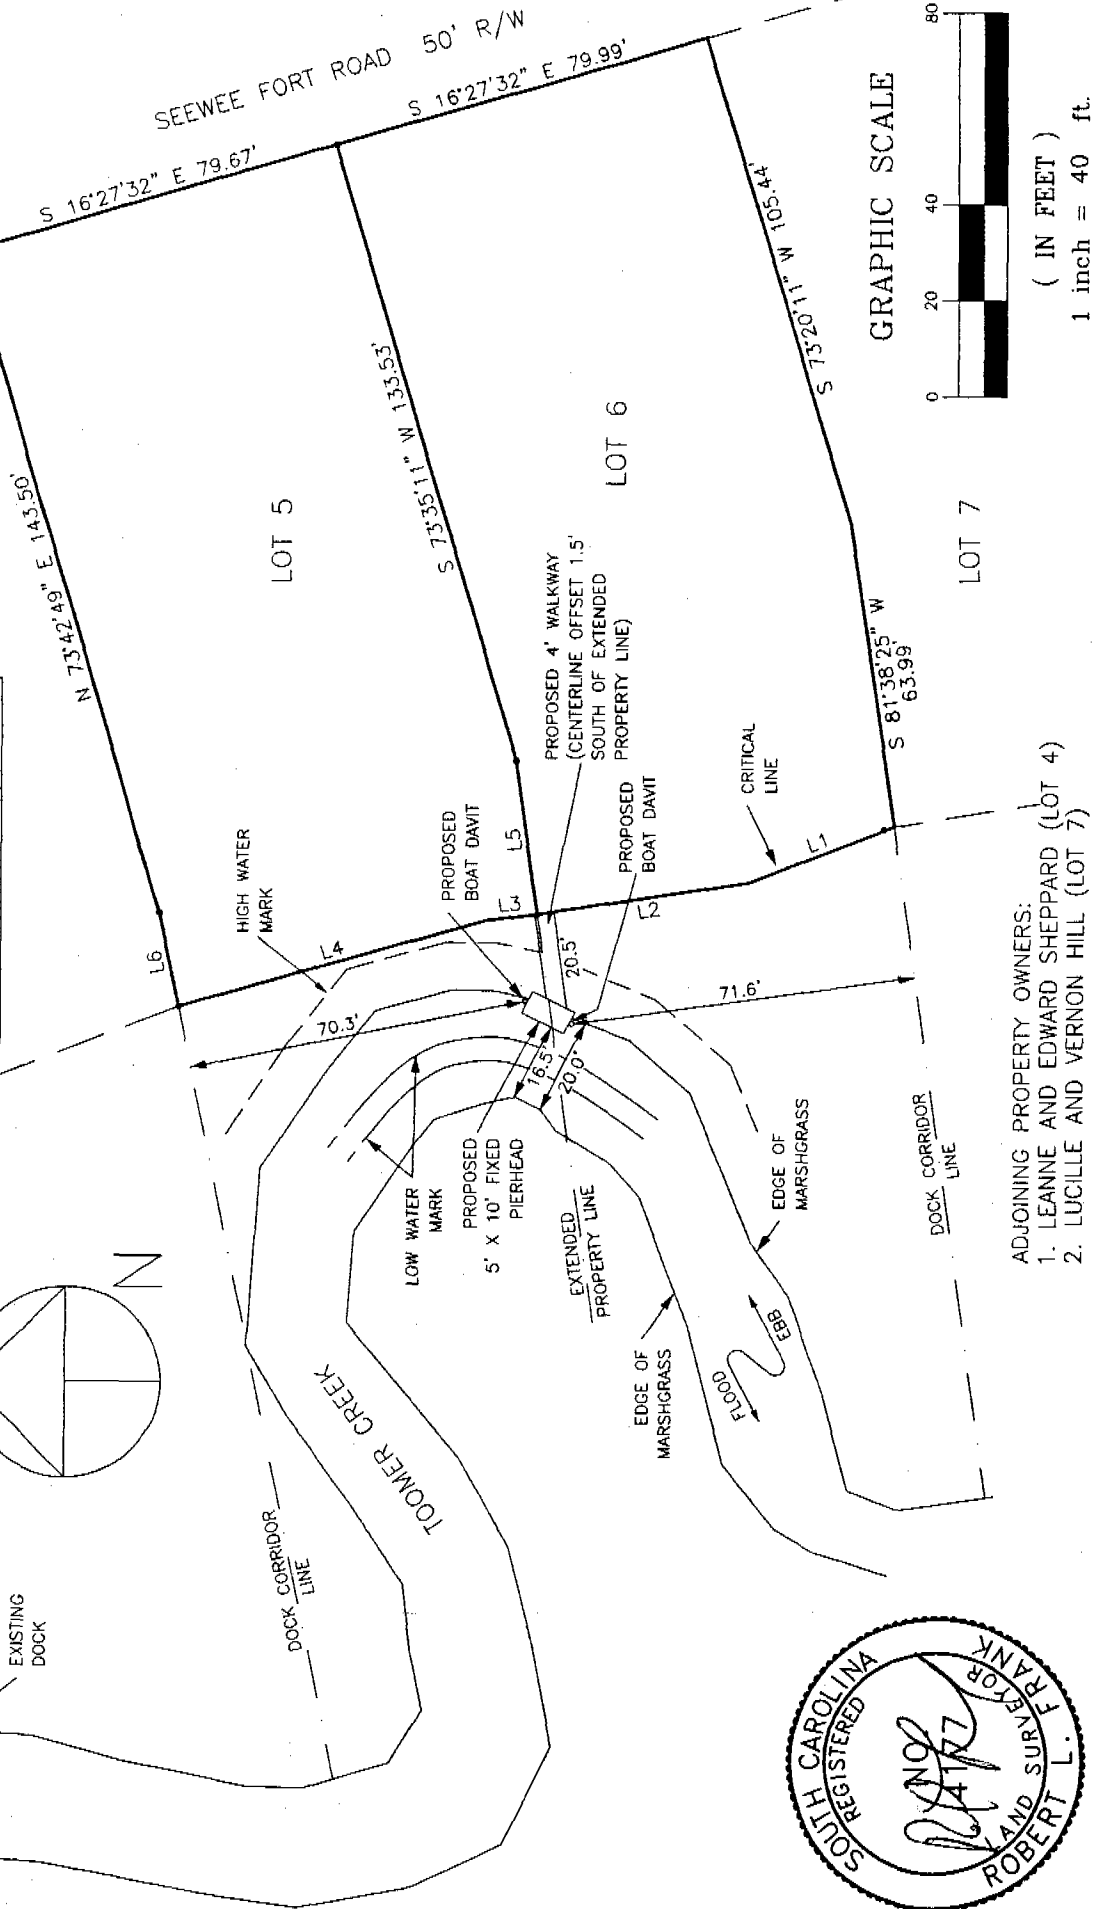 SEEWEE FORT ROAD 50' R/W
S 16°27'32" E 79.67'
S 16°27'32" E 79.99'
N 73°42'49" E 143.50'
S 73°35'11" W 133.53'
S 73°20'11" W 105.44'
S 81°38'25" W
63.99'
LOT 5
LOT 6
LOT 7
L6
L4
L3
L5
L2
L1
HIGH WATER
MARK
PROPOSED
BOAT DAVIT
PROPOSED 4' WALKWAY
(CENTERLINE OFFSET 1.5'
SOUTH OF EXTENDED
PROPERTY LINE)
PROPOSED
BOAT DAVIT
CRITICAL
LINE
70.3'
20.5'
71.6'
16.5'
20.0'
LOW WATER
MARK
PROPOSED
5' X 10' FIXED
PIERHEAD
EXTENDED
PROPERTY LINE
EDGE OF
MARSHGRASS
EDGE OF
MARSHGRASS
DOCK CORRIDOR
LINE
DOCK CORRIDOR
LINE
FLOOD
EBB
TOOMER CREEK
EXISTING
DOCK
N
GRAPHIC SCALE
0 20 40 80
( IN FEET )
1 inch = 40 ft.
ADJOINING PROPERTY OWNERS:
1. LEANNE AND EDWARD SHEPPARD (LOT 4)
2. LUCILLE AND VERNON HILL (LOT 7)
SOUTH CAROLINA
REGISTERED
NO.
4177
LAND SURVEYOR
ROBERT L. FRANK